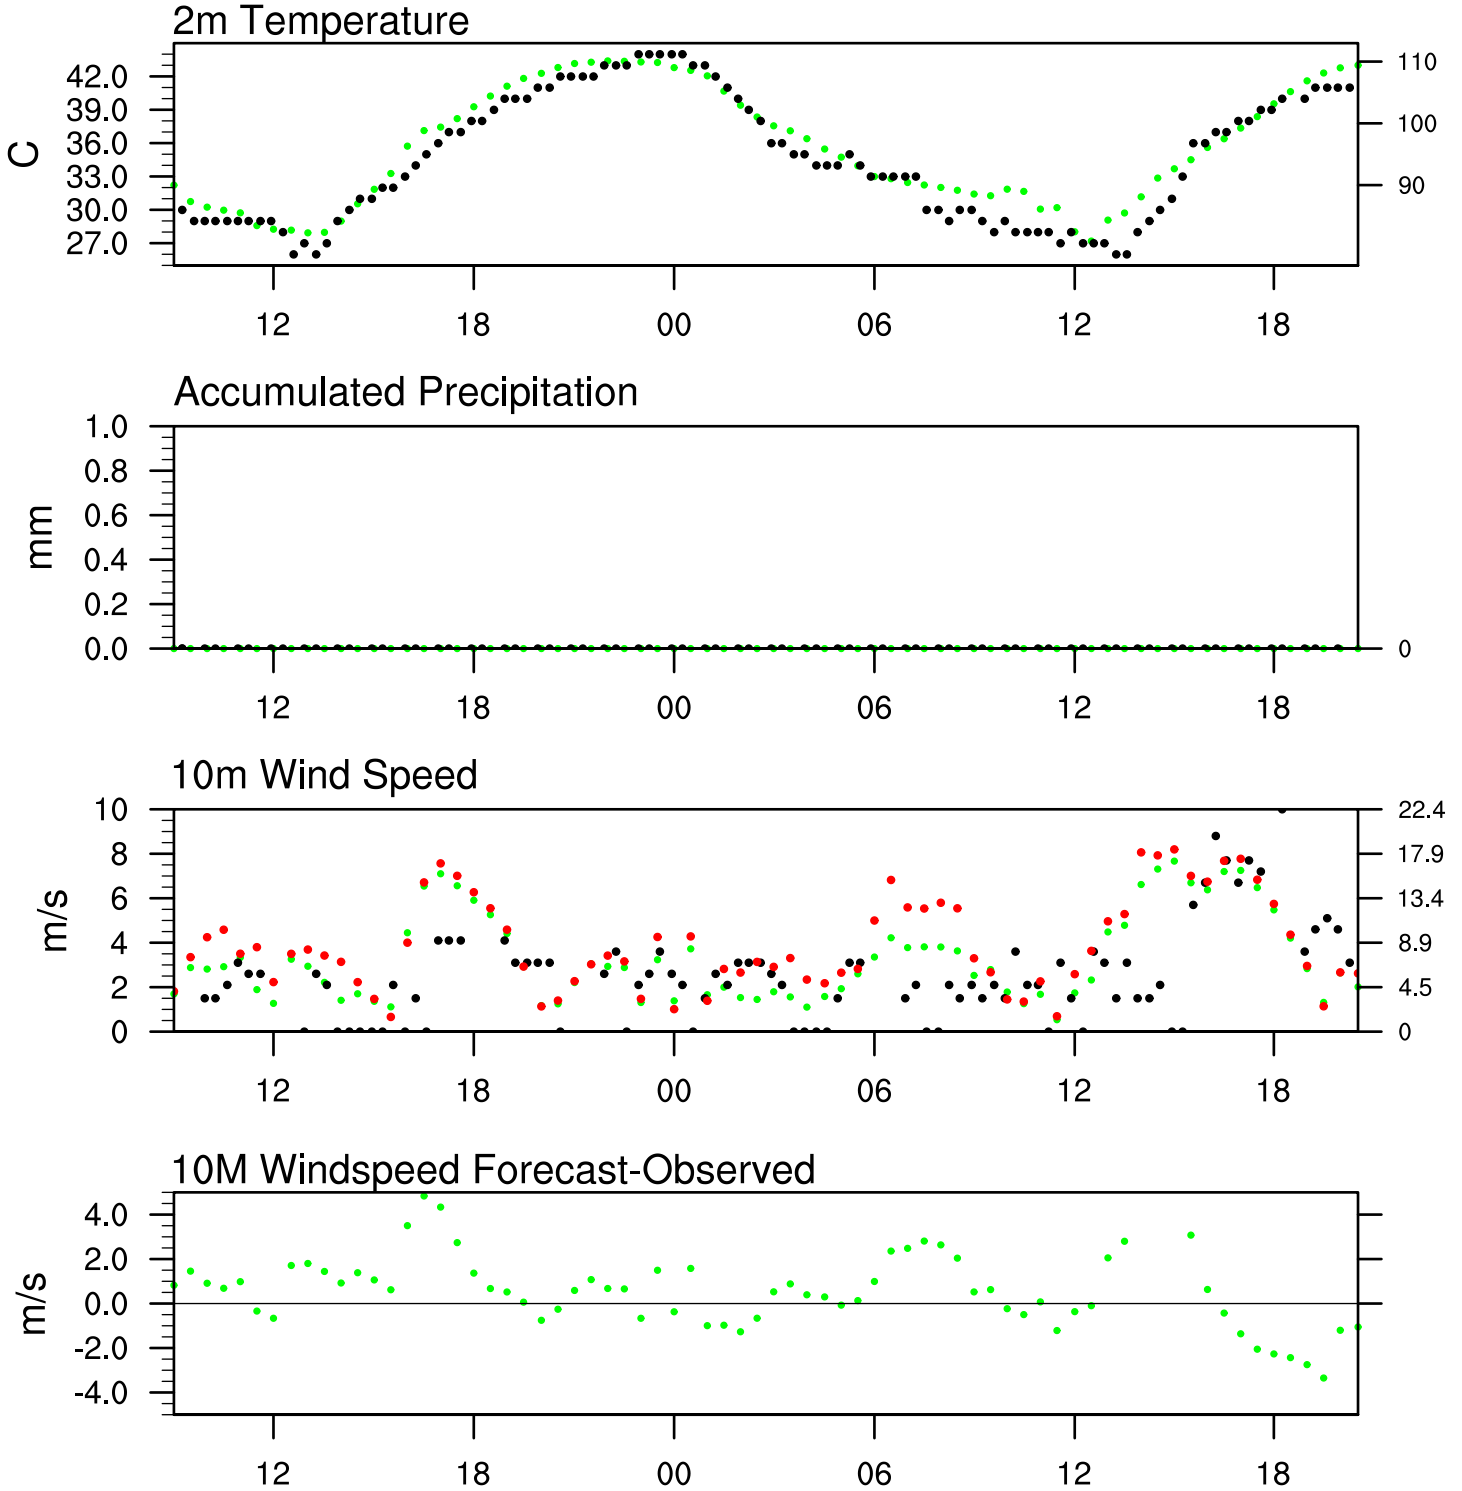 2m Temperature
C
42.0
39.0
36.0
33.0
30.0
27.0
110
100
90
12 18 00 06 12 18
Accumulated Precipitation
mm
1.0
0.8
0.6
0.4
0.2
0.0
0
12 18 00 06 12 18
10m Wind Speed
m/s
10
8
6
4
2
0
22.4
17.9
13.4
8.9
4.5
0
12 18 00 06 12 18
10M Windspeed Forecast-Observed
m/s
4.0
2.0
0.0
-2.0
-4.0
12 18 00 06 12 18